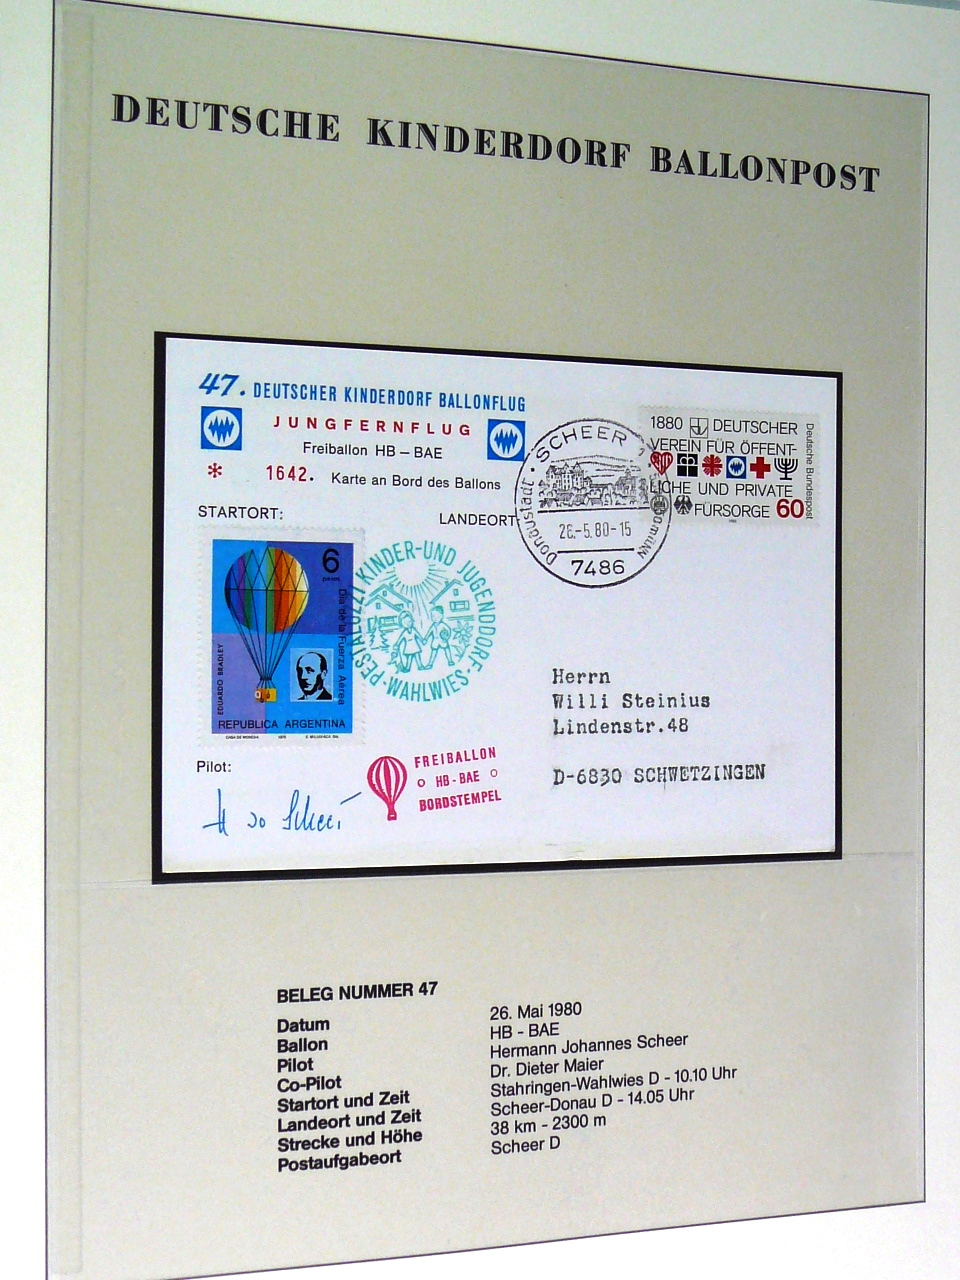 DEUTSCHE KINDERDORF BALLONPOST
47. DEUTSCHER KINDERDORF BALLONFLUG
JUNGFERNFLUG
Freiballon HB – BAE
* 1642. Karte an Bord des Ballons
STARTORT:
LANDEORT
SCHEER
Donaustadt
26.-5.80-15
7486
1880 DEUTSCHER
VEREIN FÜR ÖFFENT-
LICHE UND PRIVATE
FÜRSORGE 60
Deutsche Bundespost
6
pesos
Día de la Fuerza Aérea
EDUARDO BRADLEY
REPUBLICA ARGENTINA
PESTALOZZI KINDER-UND JUGENDDORF
WAHLWIES
Herrn
Willi Steinius
Lindenstr.48
D-6830 SCHWETZINGEN
Pilot:
FREIBALLON
HB-BAE
BORDSTEMPEL
BELEG NUMMER 47
Datum 26. Mai 1980
Ballon HB - BAE
Pilot Hermann Johannes Scheer
Co-Pilot Dr. Dieter Maier
Startort und Zeit Stahringen-Wahlwies D - 10.10 Uhr
Landeort und Zeit Scheer-Donau D - 14.05 Uhr
Strecke und Höhe 38 km - 2300 m
Postaufgabeort Scheer D